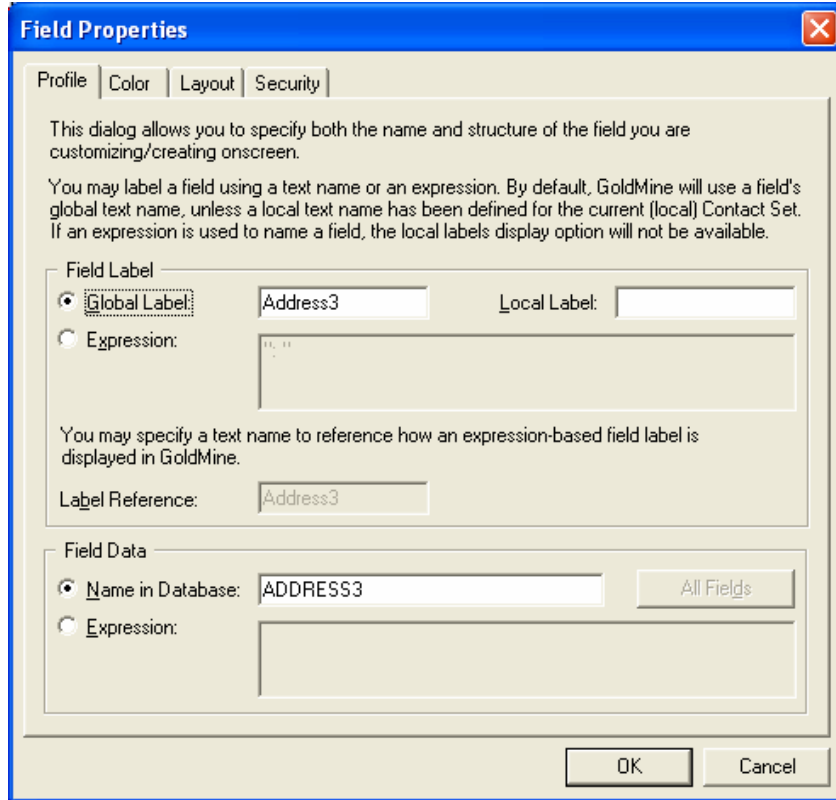 Field Properties
Profile Color Layout Security
This dialog allows you to specify both the name and structure of the field you are
customizing/creating onscreen.
You may label a field using a text name or an expression. By default, GoldMine will use a field's
global text name, unless a local text name has been defined for the current (local) Contact Set.
If an expression is used to name a field, the local labels display option will not be available.
Field Label
Global Label: Address3 Local Label:
Expression: "; "
You may specify a text name to reference how an expression-based field label is
displayed in GoldMine.
Label Reference: Address3
Field Data
Name in Database: ADDRESS3 All Fields
Expression:
OK Cancel